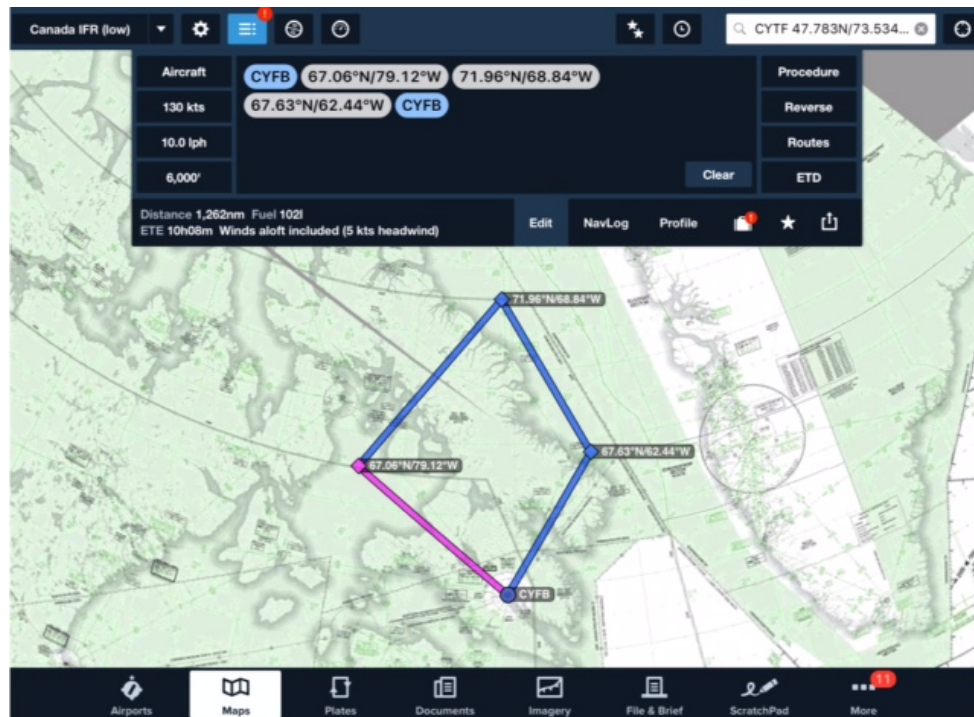 Canada IFR (low)
!
CYTF 47.783N/73.534...
Aircraft
130 kts
10.0 lph
6,000'
CYFB 67.06°N/79.12°W 71.96°N/68.84°W
67.63°N/62.44°W CYFB
Clear
Procedure
Reverse
Routes
ETD
Distance 1,262nm Fuel 102l
ETE 10h08m Winds aloft included (5 kts headwind)
Edit
NavLog
Profile
!
71.96°N/68.84°W
67.06°N/79.12°W
67.63°N/62.44°W
CYFB
Airports
Maps
Plates
Documents
Imagery
File & Brief
ScratchPad
11
More